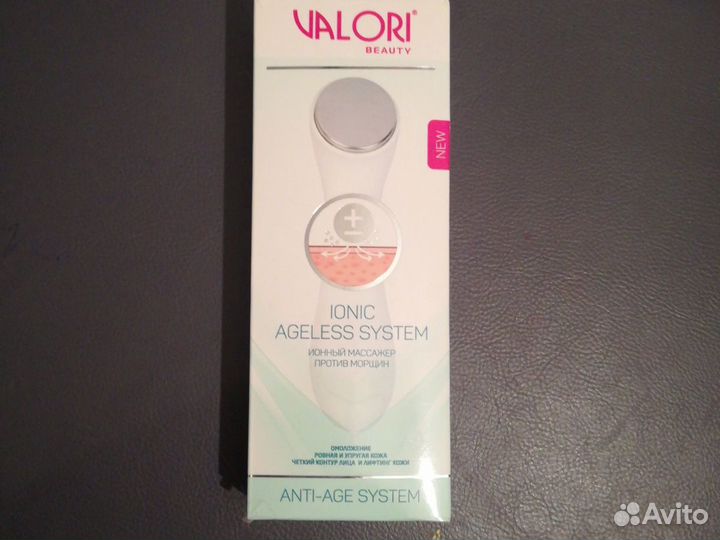 VALORI®
BEAUTY
NEW
IONIC
AGELESS SYSTEM
ИОННЫЙ МАССАЖЕР
ПРОТИВ МОРЩИН
ОМОЛОЖЕНИЕ
РОВНАЯ И УПРУГАЯ КОЖА
ЧЕТКИЙ КОНТУР ЛИЦА И ЛИФТИНГ КОЖИ
ANTI-AGE SYSTEM
Avito